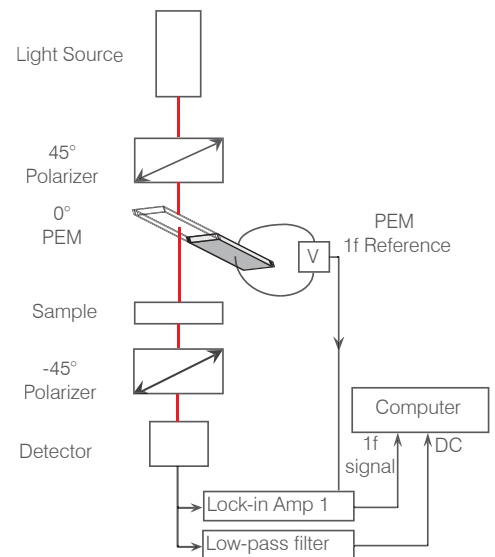 Light Source
45°
Polarizer
0°
PEM
PEM
1f Reference
V
Sample
-45°
Polarizer
Computer
Detector
1f
signal
DC
Lock-in Amp 1
Low-pass filter